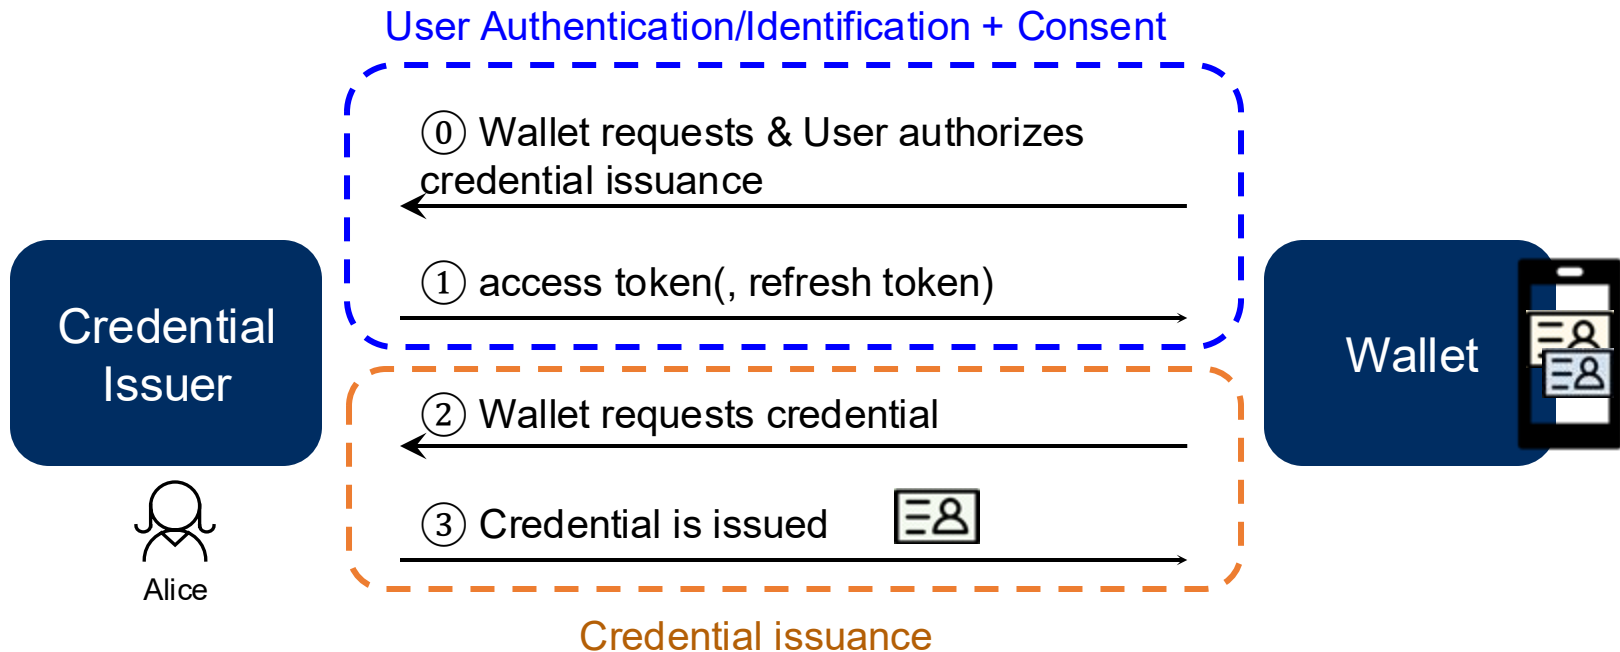 User Authentication/Identification + Consent
⓪ Wallet requests & User authorizes
credential issuance
① access token(, refresh token)
Credential
Issuer
Wallet
② Wallet requests credential
③ Credential is issued
Alice
Credential issuance